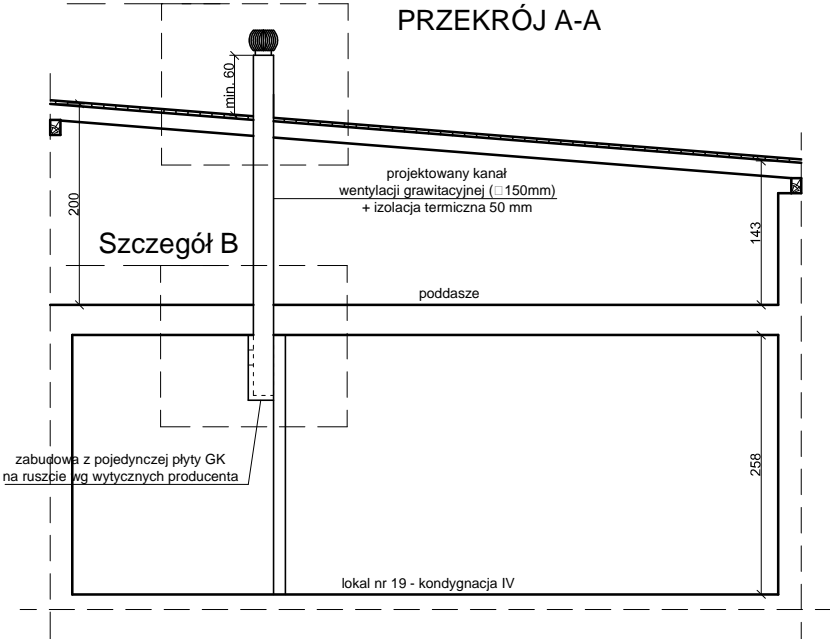 PRZEKRÓJ A-A
min. 60
projektowany kanał
wentylacji grawitacyjnej (□150mm)
+ izolacja termiczna 50 mm
200
143
Szczegół B
poddasze
zabudowa z pojedynczej płyty GK
na ruszcie wg wytycznych producenta
258
lokal nr 19 - kondygnacja IV